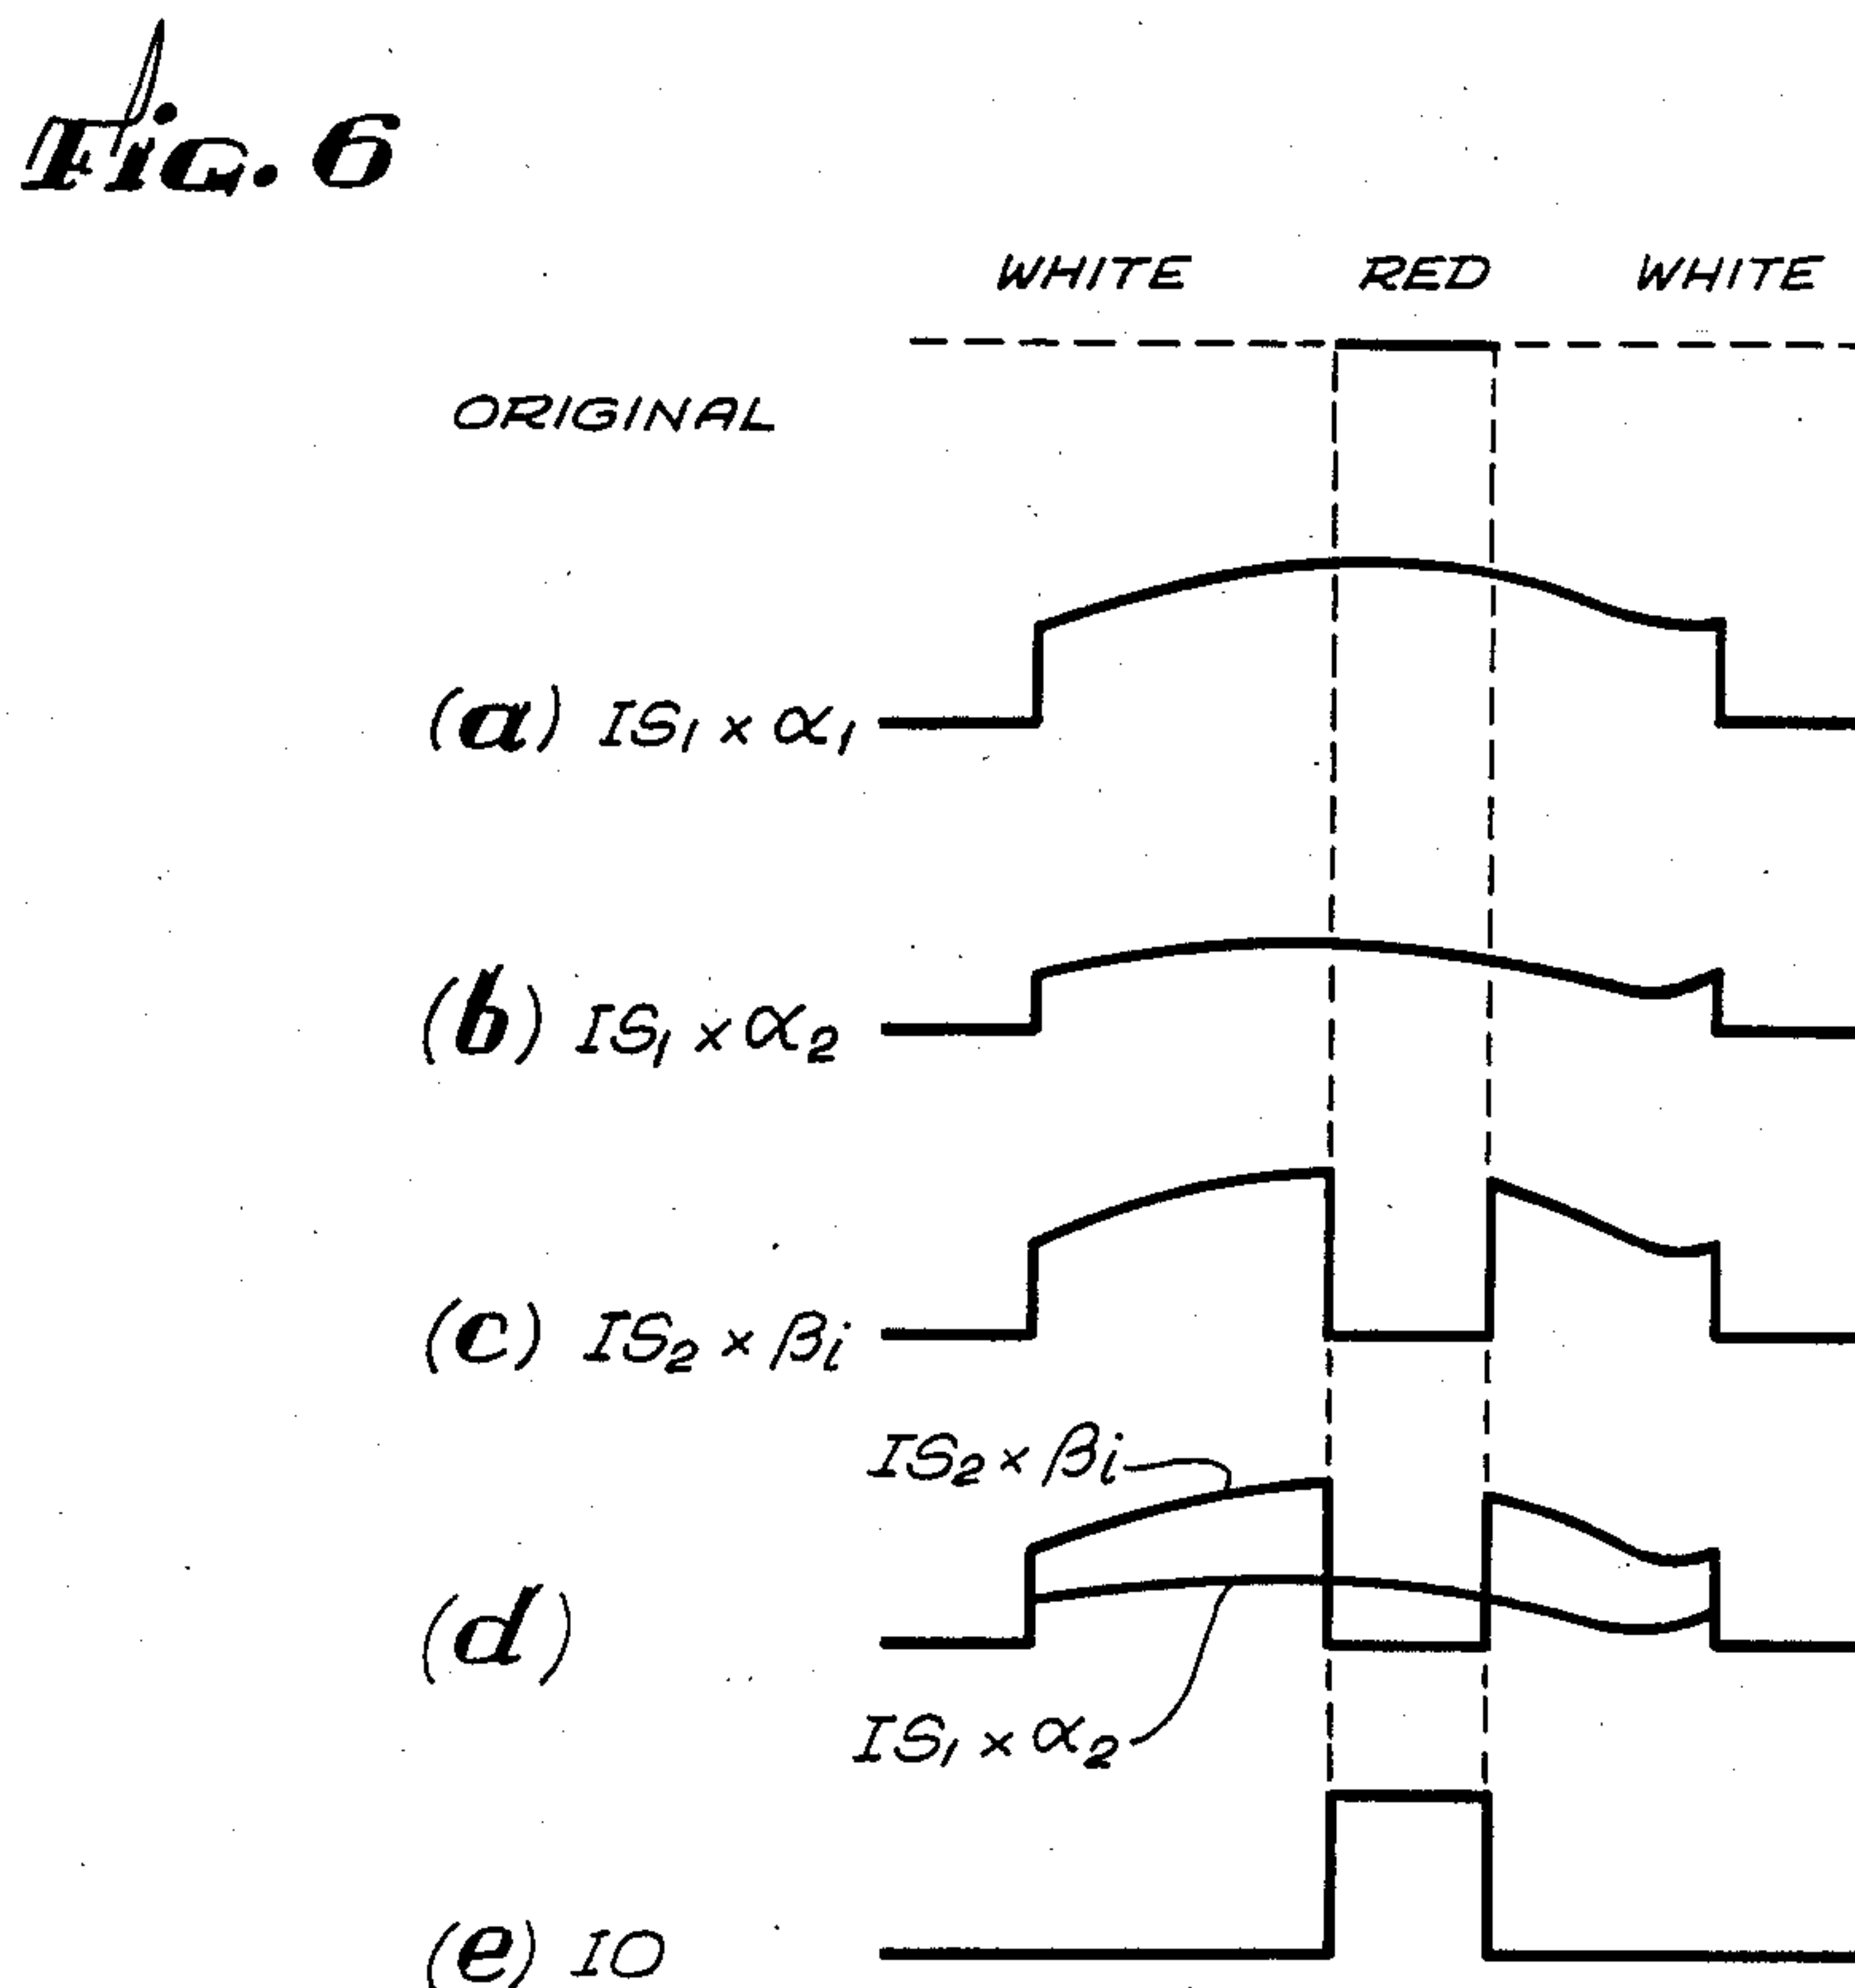 Fig. 6
WHITE RED WHITE
ORIGINAL
(a) IS₁ × α₁
(b) IS₁ × α₂
(c) IS₂ × βi
IS₂ × βi
(d)
IS₁ × α₂
(e) IO